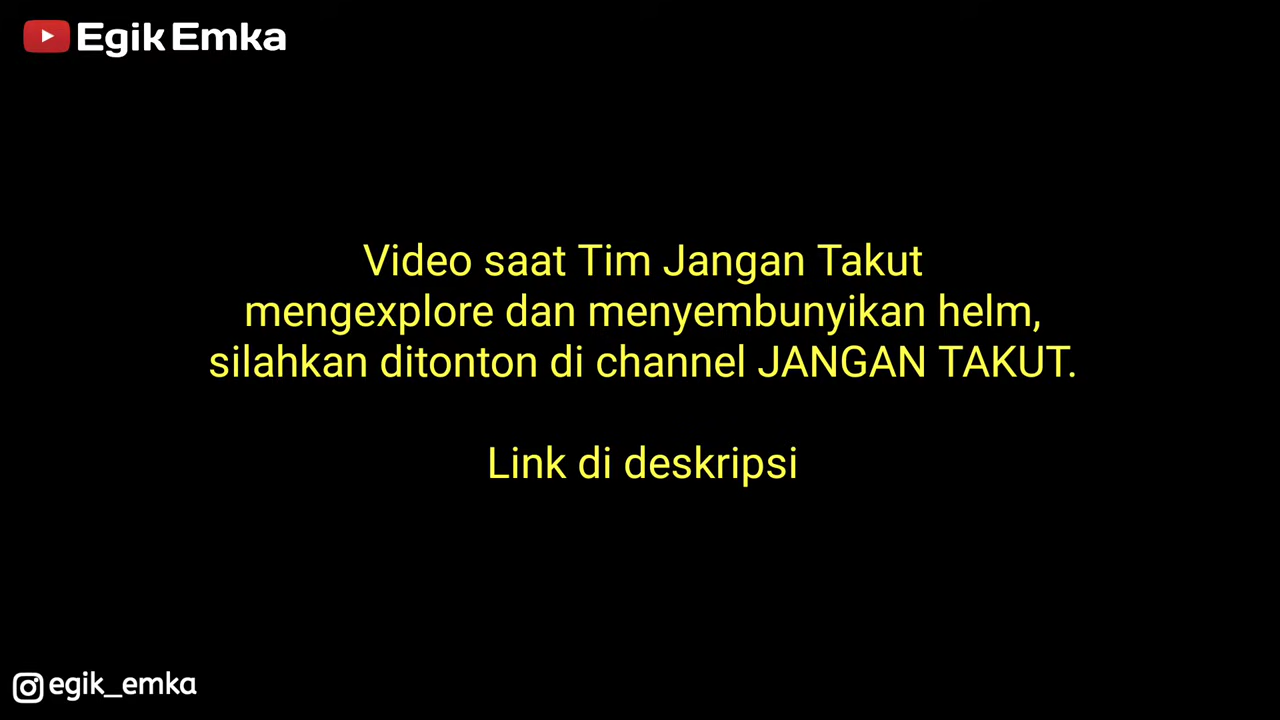 Egik Emka
Video saat Tim Jangan Takut
mengexplore dan menyembunyikan helm,
silahkan ditonton di channel JANGAN TAKUT.
Link di deskripsi
egik_emka